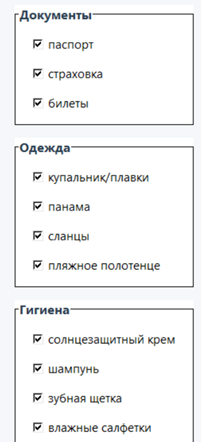 Документы
паспорт
страховка
билеты
Одежда
купальник/плавки
панама
сланцы
пляжное полотенце
Гигиена
солнцезащитный крем
шампунь
зубная щетка
влажные салфетки